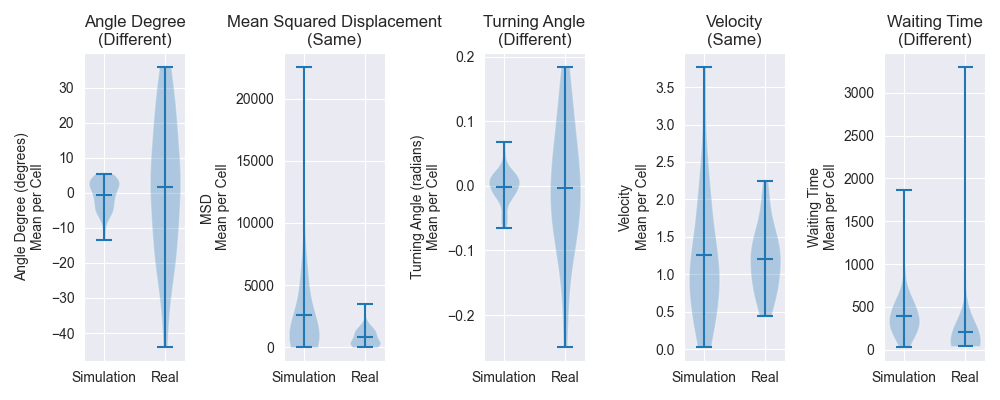 Angle Degree
(Different)
Angle Degree (degrees)
Mean per Cell
30
20
10
0
−10
−20
−30
−40
Simulation
Real
Mean Squared Displacement
(Same)
MSD
Mean per Cell
20000
15000
10000
5000
0
Simulation
Real
Turning Angle
(Different)
Turning Angle (radians)
Mean per Cell
0.2
0.1
0.0
−0.1
−0.2
Simulation
Real
Velocity
(Same)
Velocity
Mean per Cell
3.5
3.0
2.5
2.0
1.5
1.0
0.5
0.0
Simulation
Real
Waiting Time
(Different)
Waiting Time
Mean per Cell
3000
2500
2000
1500
1000
500
0
Simulation
Real